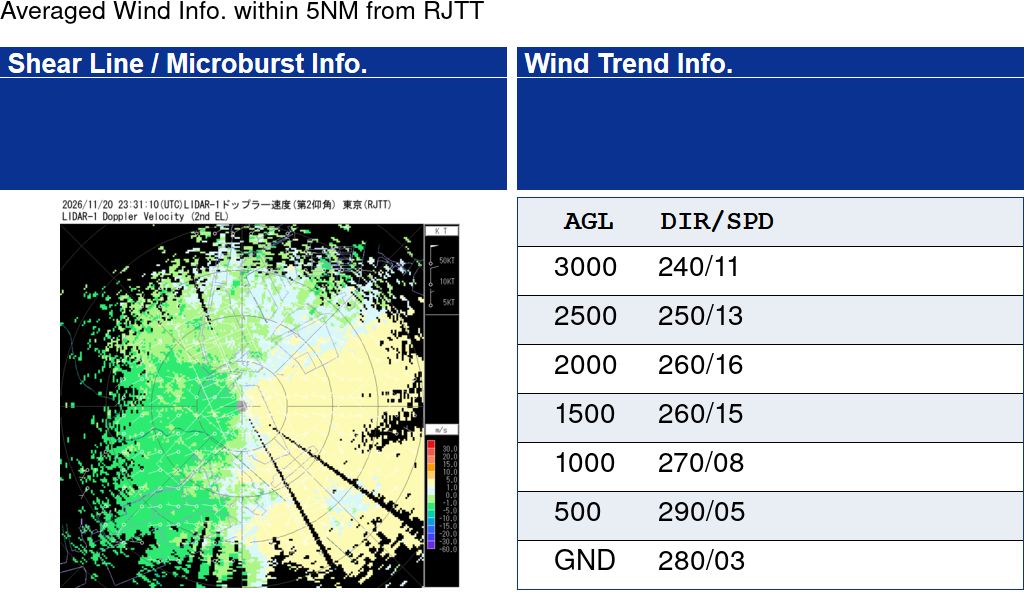 Averaged Wind Info. within 5NM from RJTT
Shear Line / Microburst Info.
Wind Trend Info.
2026/11/20 23:31:10(UTC)LIDAR-1ドップラー速度(第2仰角) 東京(RJTT)
LIDAR-1 Doppler Velocity (2nd EL)
KT
50KT
10KT
5KT
m/s
30.0
20.0
15.0
10.0
5.0
1.0
0.0
-1.0
-5.0
-10.0
-15.0
-20.0
-30.0
-60.0
AGL DIR/SPD
3000 240/11
2500 250/13
2000 260/16
1500 260/15
1000 270/08
500 290/05
GND 280/03